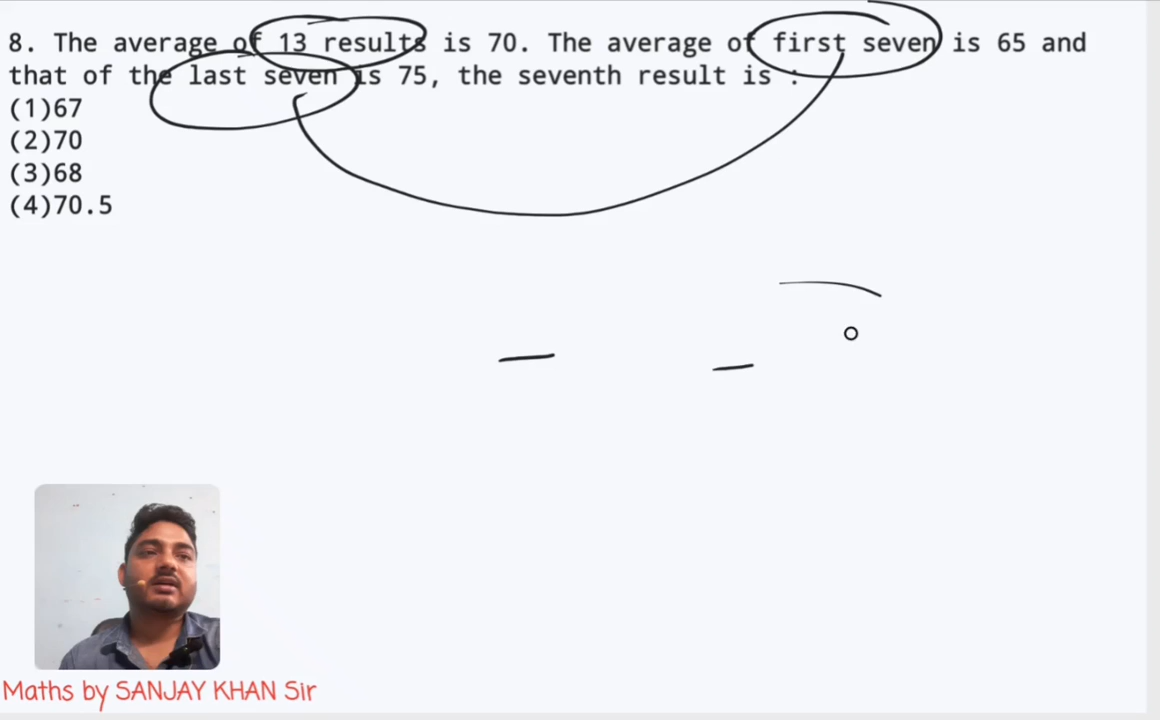 8. The average of 13 results is 70. The average of first seven is 65 and
that of the last seven is 75, the seventh result is :
(1)67
(2)70
(3)68
(4)70.5
Maths by SANJAY KHAN Sir